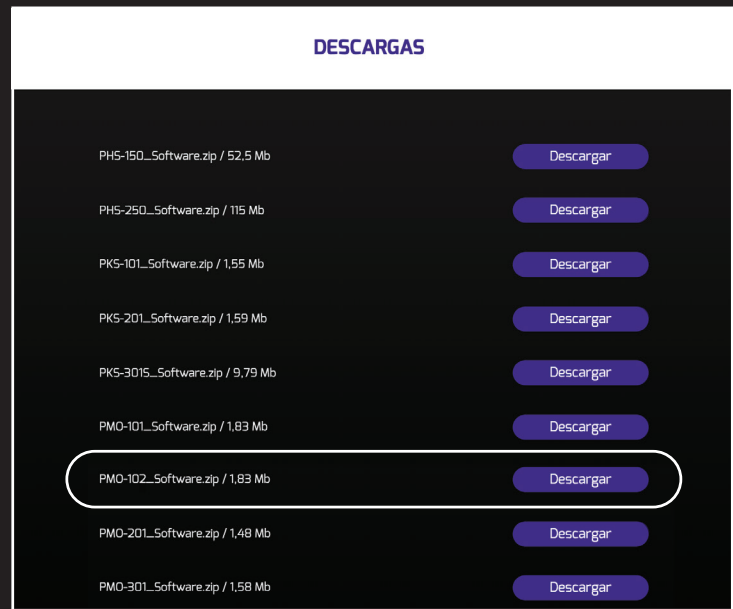 DESCARGAS
PHS-150_Software.zip / 52,5 Mb Descargar
PHS-250_Software.zip / 115 Mb Descargar
PKS-101_Software.zip / 1,55 Mb Descargar
PKS-201_Software.zip / 1,59 Mb Descargar
PKS-301S_Software.zip / 9,79 Mb Descargar
PMO-101_Software.zip / 1,83 Mb Descargar
PMO-102_Software.zip / 1,83 Mb Descargar
PMO-201_Software.zip / 1,48 Mb Descargar
PMO-301_Software.zip / 1,58 Mb Descargar